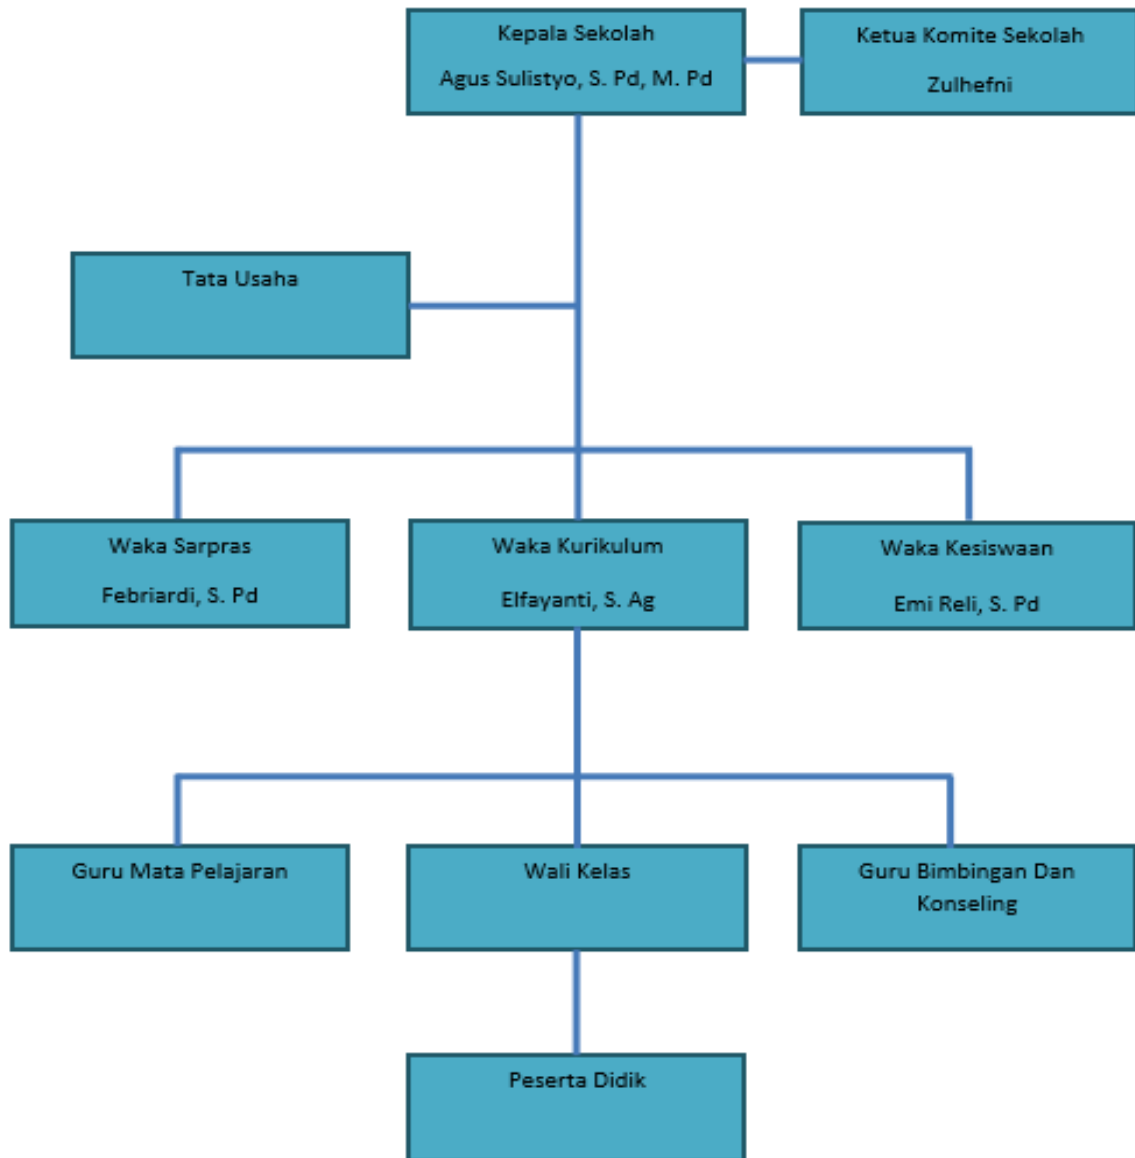 Kepala Sekolah
Agus Sulistyo, S. Pd, M. Pd
Ketua Komite Sekolah
Zulhefni
Tata Usaha
Waka Sarpras
Febriardi, S. Pd
Waka Kurikulum
Elfayanti, S. Ag
Waka Kesiswaan
Emi Reli, S. Pd
Guru Mata Pelajaran
Wali Kelas
Guru Bimbingan Dan
Konseling
Peserta Didik